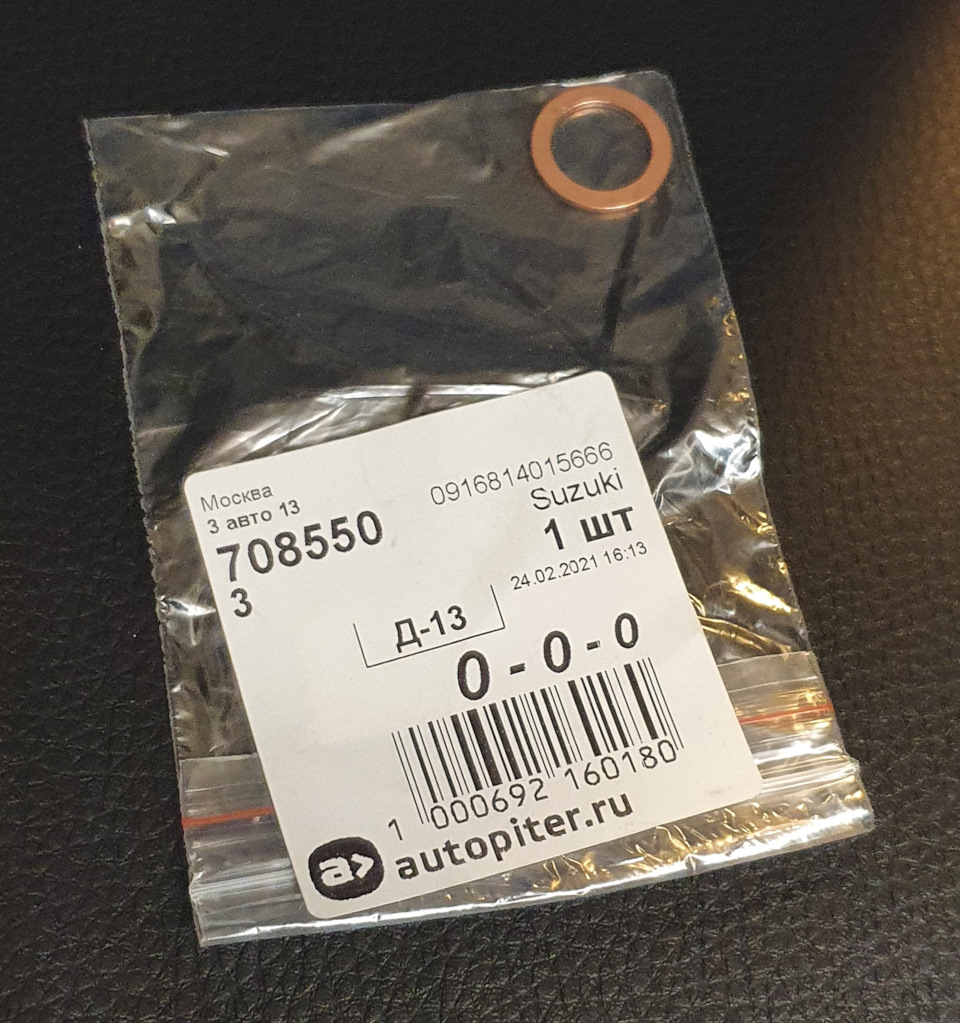 Москва
3 авто 13
708550
3
0916814015666
Suzuki
1 шт
24.02.2021 16:13
Д-13
0 - 0 - 0
1 000692 160180
a> autopiter.ru